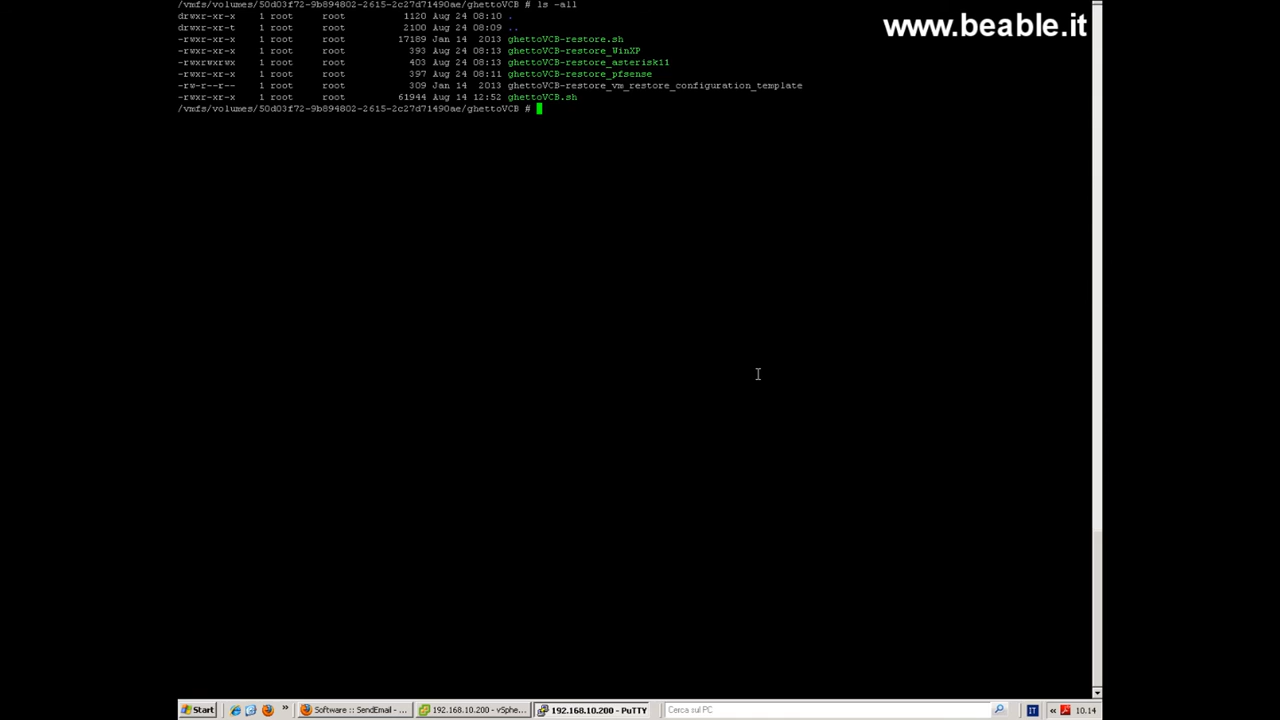 /vmfs/volumes/50d03f72-9b894802-2615-2c27d71490ae/ghettoVCB # ls -all
drwxr-xr-x 1 root root 1120 Aug 24 08:10 .
drwxr-xr-t 1 root root 2100 Aug 24 08:09 ..
-rwxr-xr-x 1 root root 17189 Jan 14 2013 ghettoVCB-restore.sh
-rwxr-xr-x 1 root root 393 Aug 24 08:13 ghettoVCB-restore_WinXP
-rwxrwxrwx 1 root root 403 Aug 24 08:13 ghettoVCB-restore_asterisk11
-rwxr-xr-x 1 root root 397 Aug 24 08:11 ghettoVCB-restore_pfsense
-rw-r--r-- 1 root root 309 Jan 14 2013 ghettoVCB-restore_vm_restore_configuration_template
-rwxr-xr-x 1 root root 61944 Aug 14 12:52 ghettoVCB.sh
/vmfs/volumes/50d03f72-9b894802-2615-2c27d71490ae/ghettoVCB #
www.beable.it
Start » Software :: SendEmail - ... 192.168.10.200 - vSphe... 192.168.10.200 - PuTTY Cerca sul PC IT « 10.14